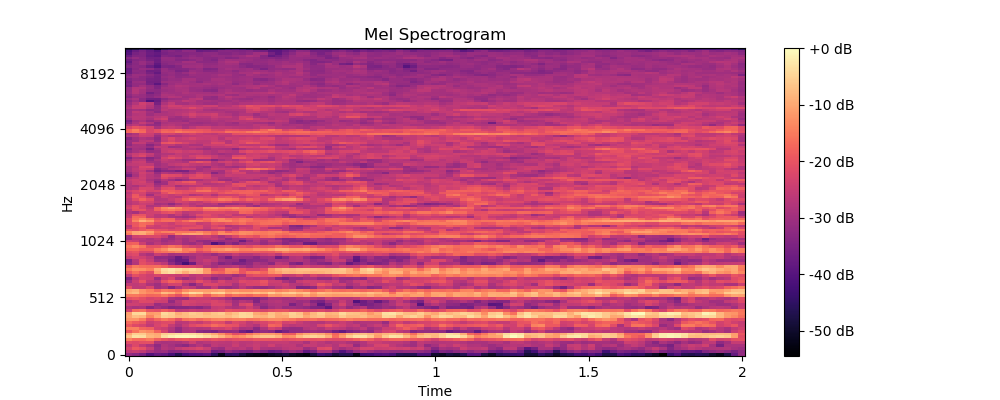 Mel Spectrogram
8192
4096
2048
1024
512
0
Hz
0
0.5
1
1.5
2
Time
+0 dB
-10 dB
-20 dB
-30 dB
-40 dB
-50 dB